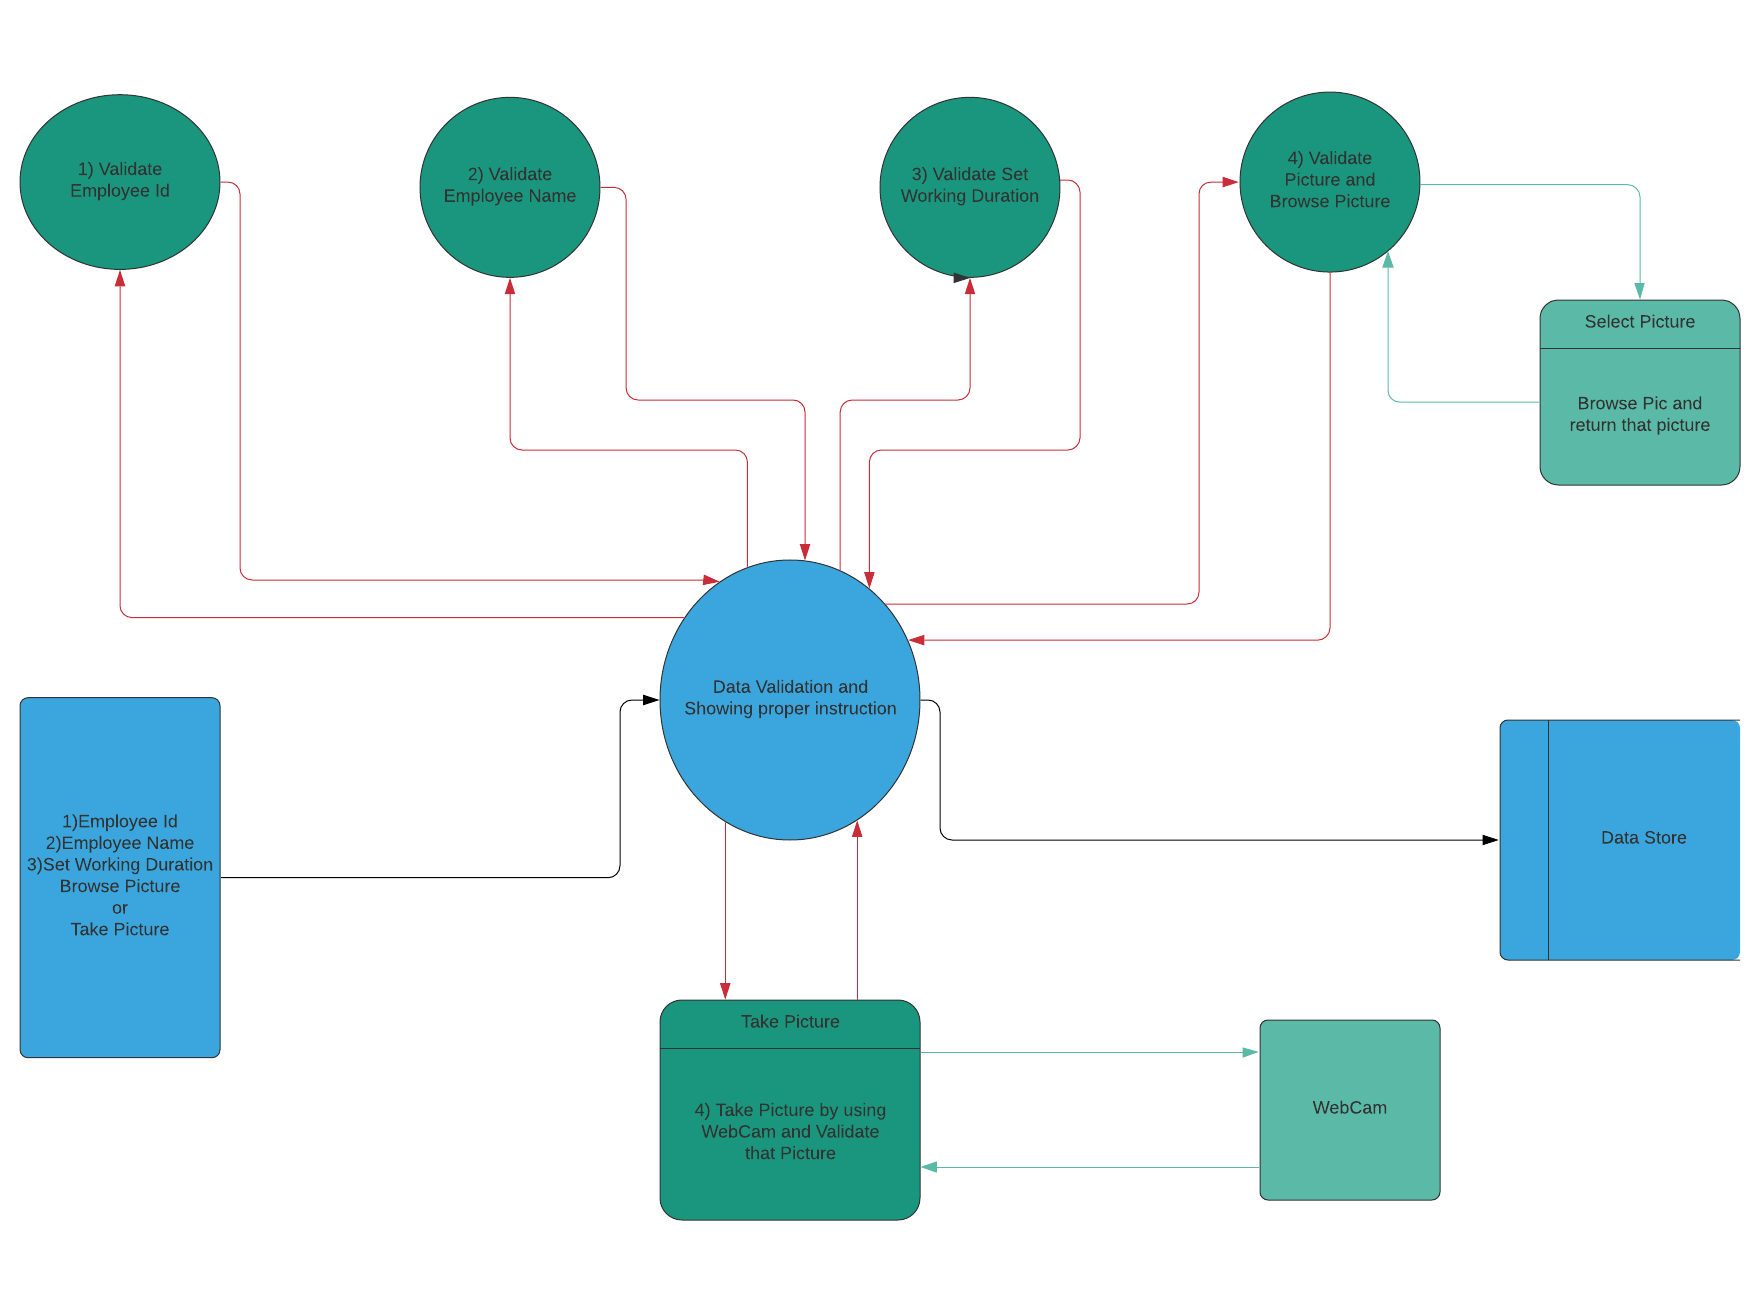 1) Validate
Employee Id
2) Validate
Employee Name
3) Validate Set
Working Duration
4) Validate
Picture and
Browse Picture
Select Picture
Browse Pic and
return that picture
Data Validation and
Showing proper instruction
1)Employee Id
2)Employee Name
3)Set Working Duration
Browse Picture
or
Take Picture
Data Store
Take Picture
4) Take Picture by using
WebCam and Validate
that Picture
WebCam